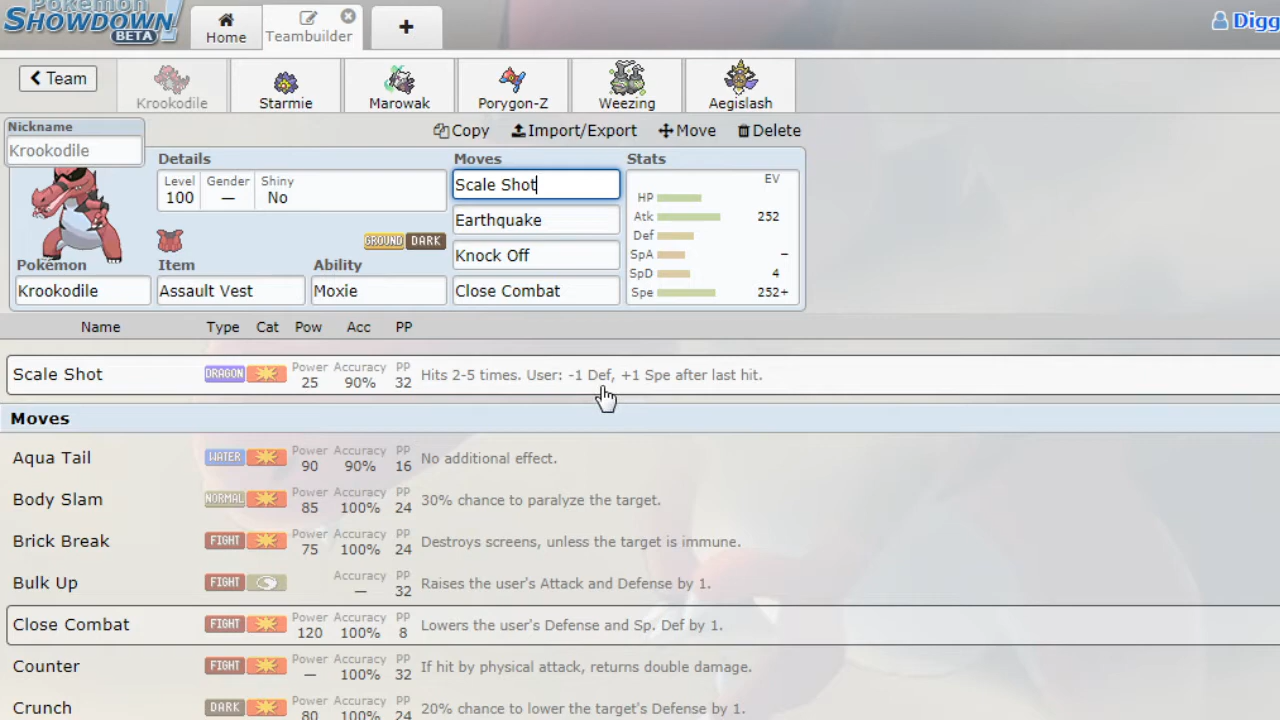 Pokémon
SHOWDOWN!
BETA
Home
Teambuilder
+
Digg
Team
Krookodile
Starmie
Marowak
Porygon-Z
Weezing
Aegislash
Nickname
Krookodile
Copy Import/Export Move Delete
Details
Level Gender Shiny
100 — No
GROUND DARK
Pokémon Item Ability
Krookodile Assault Vest Moxie
Moves
Scale Shot
Earthquake
Knock Off
Close Combat
Stats
EV
HP
Atk 252
Def
SpA –
SpD 4
Spe 252+
Name Type Cat Pow Acc PP
Scale Shot DRAGON Power 25 Accuracy 90% PP 32 Hits 2-5 times. User: -1 Def, +1 Spe after last hit.
Moves
Aqua Tail WATER Power 90 Accuracy 90% PP 16 No additional effect.
Body Slam NORMAL Power 85 Accuracy 100% PP 24 30% chance to paralyze the target.
Brick Break FIGHT Power 75 Accuracy 100% PP 24 Destroys screens, unless the target is immune.
Bulk Up FIGHT Accuracy — PP 32 Raises the user's Attack and Defense by 1.
Close Combat FIGHT Power 120 Accuracy 100% PP 8 Lowers the user's Defense and Sp. Def by 1.
Counter FIGHT Power — Accuracy 100% PP 32 If hit by physical attack, returns double damage.
Crunch DARK Power 80 Accuracy 100% PP 24 20% chance to lower the target's Defense by 1.